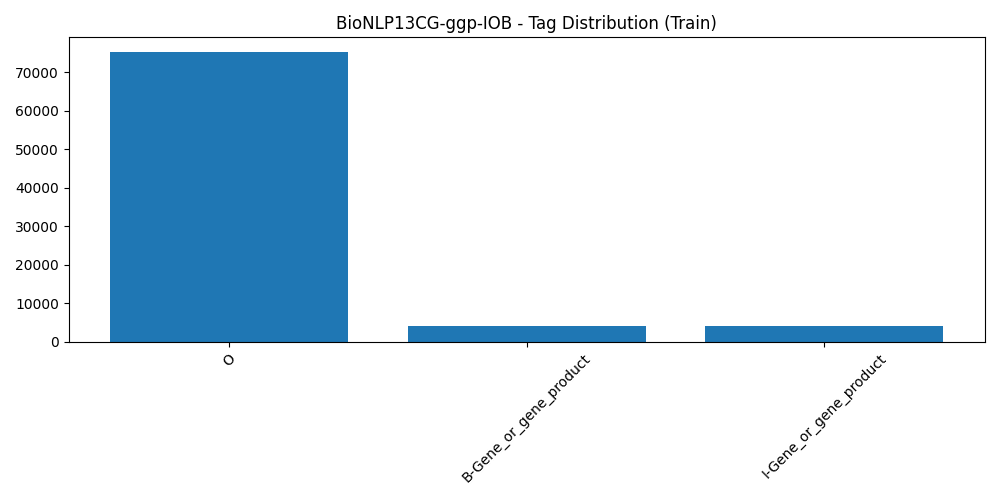 BioNLP13CG-ggp-IOB - Tag Distribution (Train)
70000
60000
50000
40000
30000
20000
10000
0
O
B-Gene_or_gene_product
I-Gene_or_gene_product